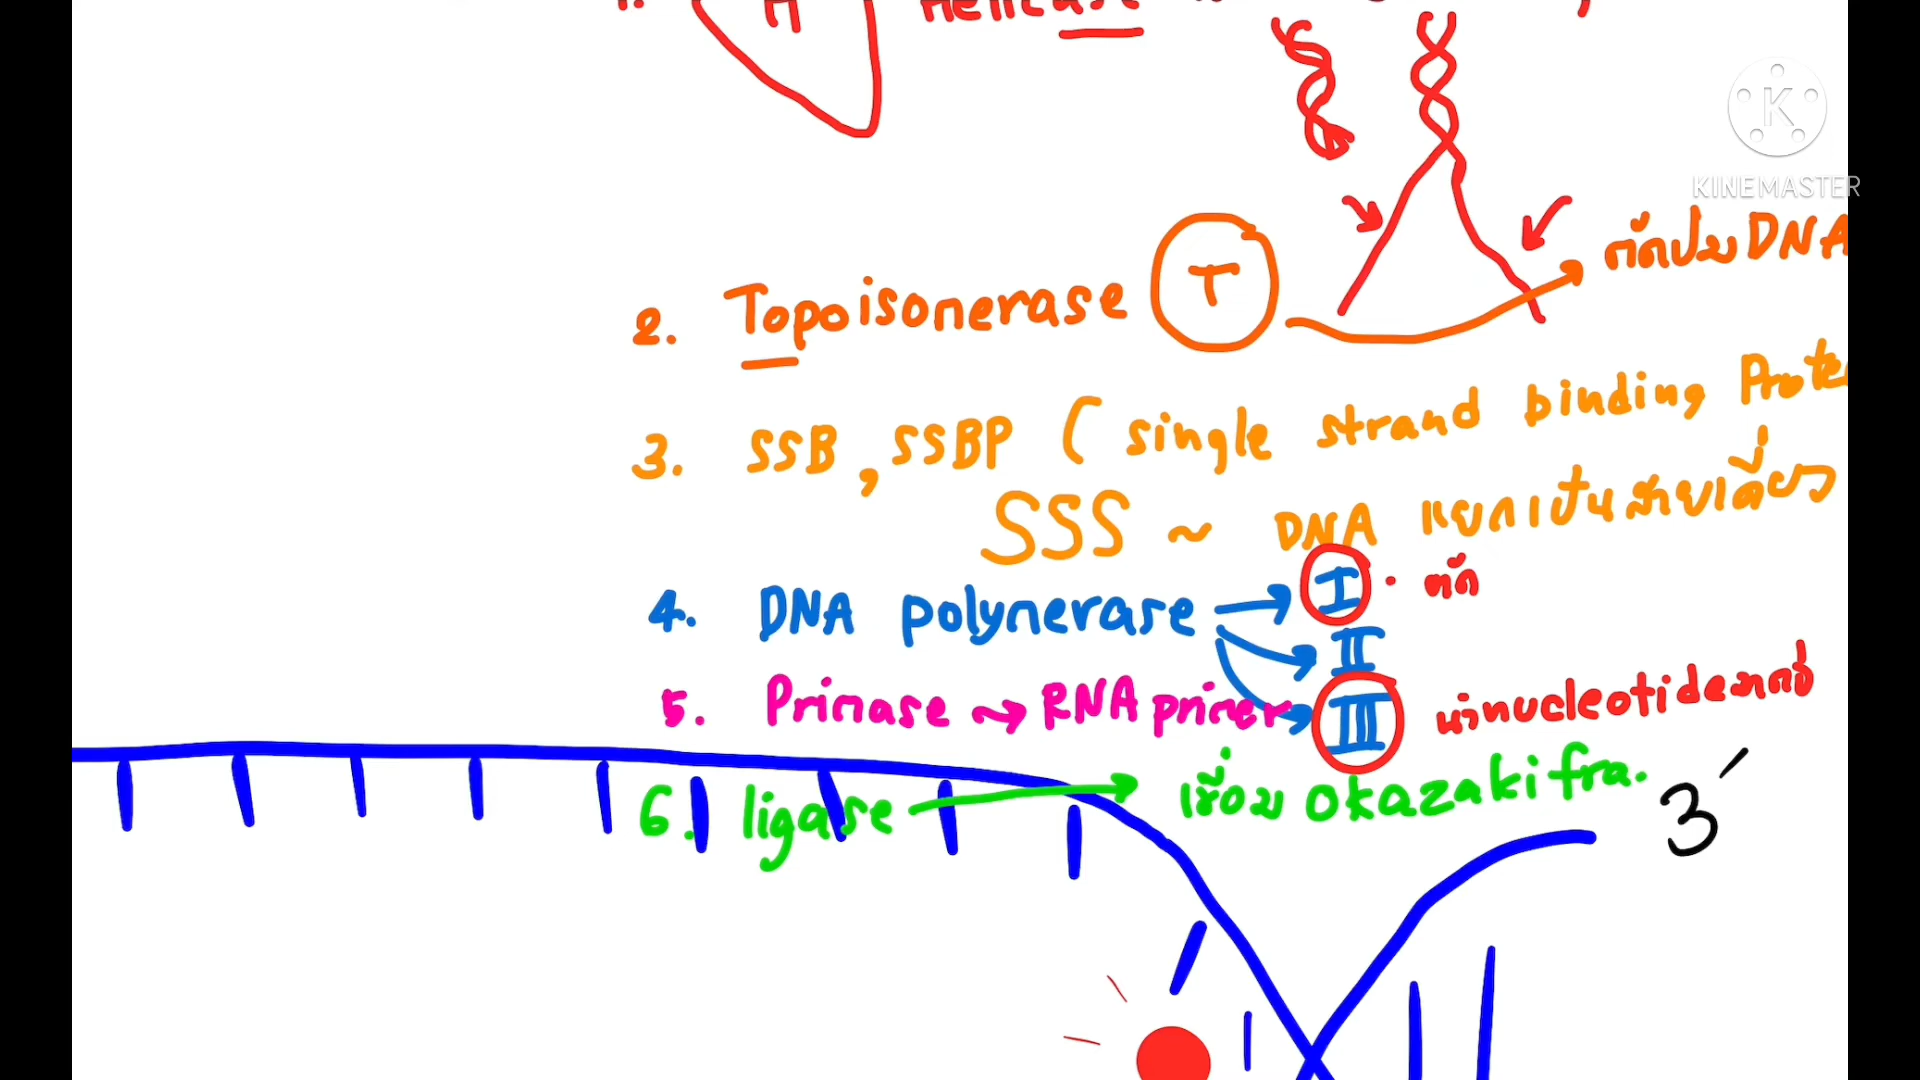 1. H Helicase
KINEMASTER
2. Topoisonerase T ตัดปม DNA
3. SSB, SSBP ( single strand binding Prote
SSS ~ DNA แยกเป็นสายเดี่ยว
4. DNA polynerase I · ตัด
II
III นำnucleotideมาต่อ
5. Primase RNA primer
6. ligase เชื่อม okazaki fra.
3'